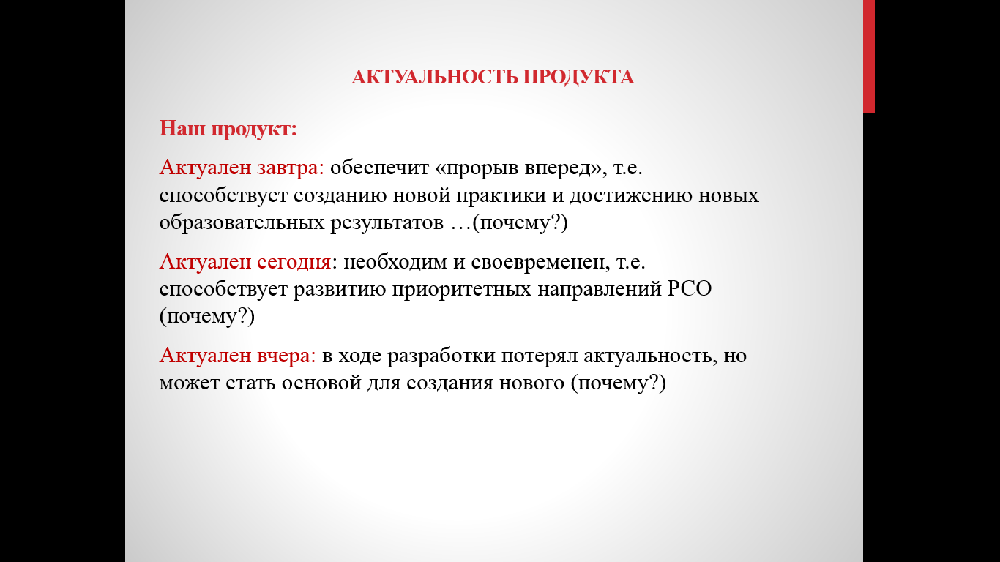 АКТУАЛЬНОСТЬ ПРОДУКТА
Наш продукт:
Актуален завтра: обеспечит «прорыв вперед», т.е.
способствует созданию новой практики и достижению новых
образовательных результатов …(почему?)
Актуален сегодня: необходим и своевременен, т.е.
способствует развитию приоритетных направлений РСО
(почему?)
Актуален вчера: в ходе разработки потерял актуальность, но
может стать основой для создания нового (почему?)